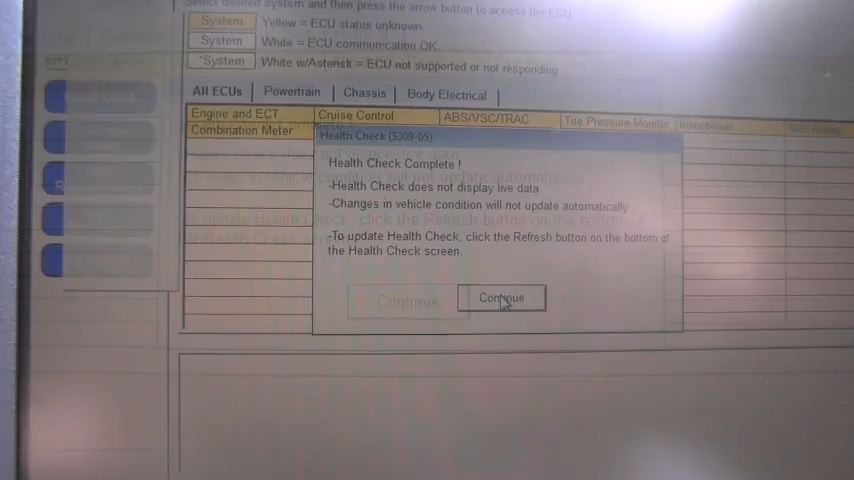 Select desired system and then press the arrow button to access the ECU
System Yellow = ECU status unknown.
System White = ECU communication OK
*System White w/Asterisk = ECU not supported or not responding.
All ECUs Powertrain Chassis Body Electrical
Engine and ECT Cruise Control ABS/VSC/TRAC Tire Pressure Monitor Immobiliser
Combination Meter
Health Check (S309-05)
Health Check Complete !
-Health Check does not display live data
-Changes in vehicle condition will not update automatically
-To update Health Check, click the Refresh button on the bottom of
the Health Check screen.
Continue
Continue